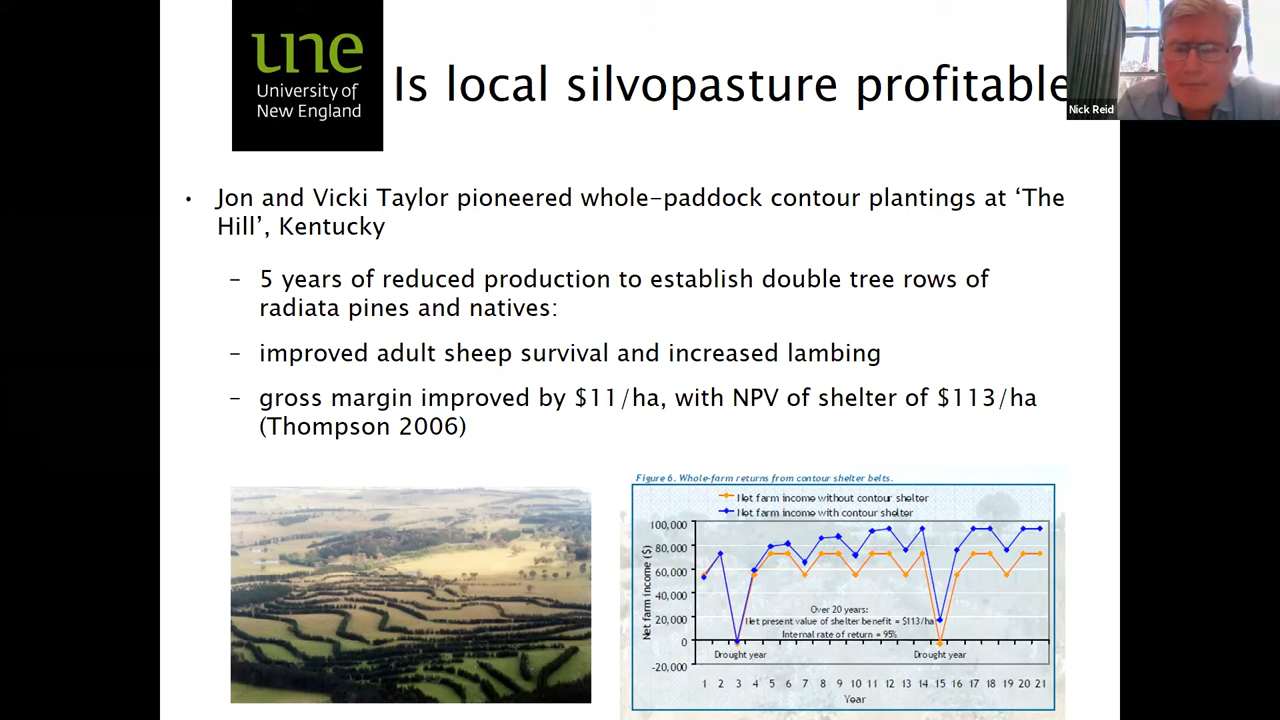 une
University of
New England
Is local silvopasture profitable
Nick Reid
• Jon and Vicki Taylor pioneered whole-paddock contour plantings at ‘The
Hill’, Kentucky
– 5 years of reduced production to establish double tree rows of
radiata pines and natives:
– improved adult sheep survival and increased lambing
– gross margin improved by $11/ha, with NPV of shelter of $113/ha
(Thompson 2006)
Figure 6. Whole-farm returns from contour shelter belts.
Net farm income without contour shelter
Net farm income with contour shelter
Net farm income ($)
100,000
80,000
60,000
40,000
20,000
0
-20,000
Over 20 years:
Net present value of shelter benefit = $113/ha
Internal rate of return = 95%
Drought year
Drought year
1 2 3 4 5 6 7 8 9 10 11 12 13 14 15 16 17 18 19 20 21
Year